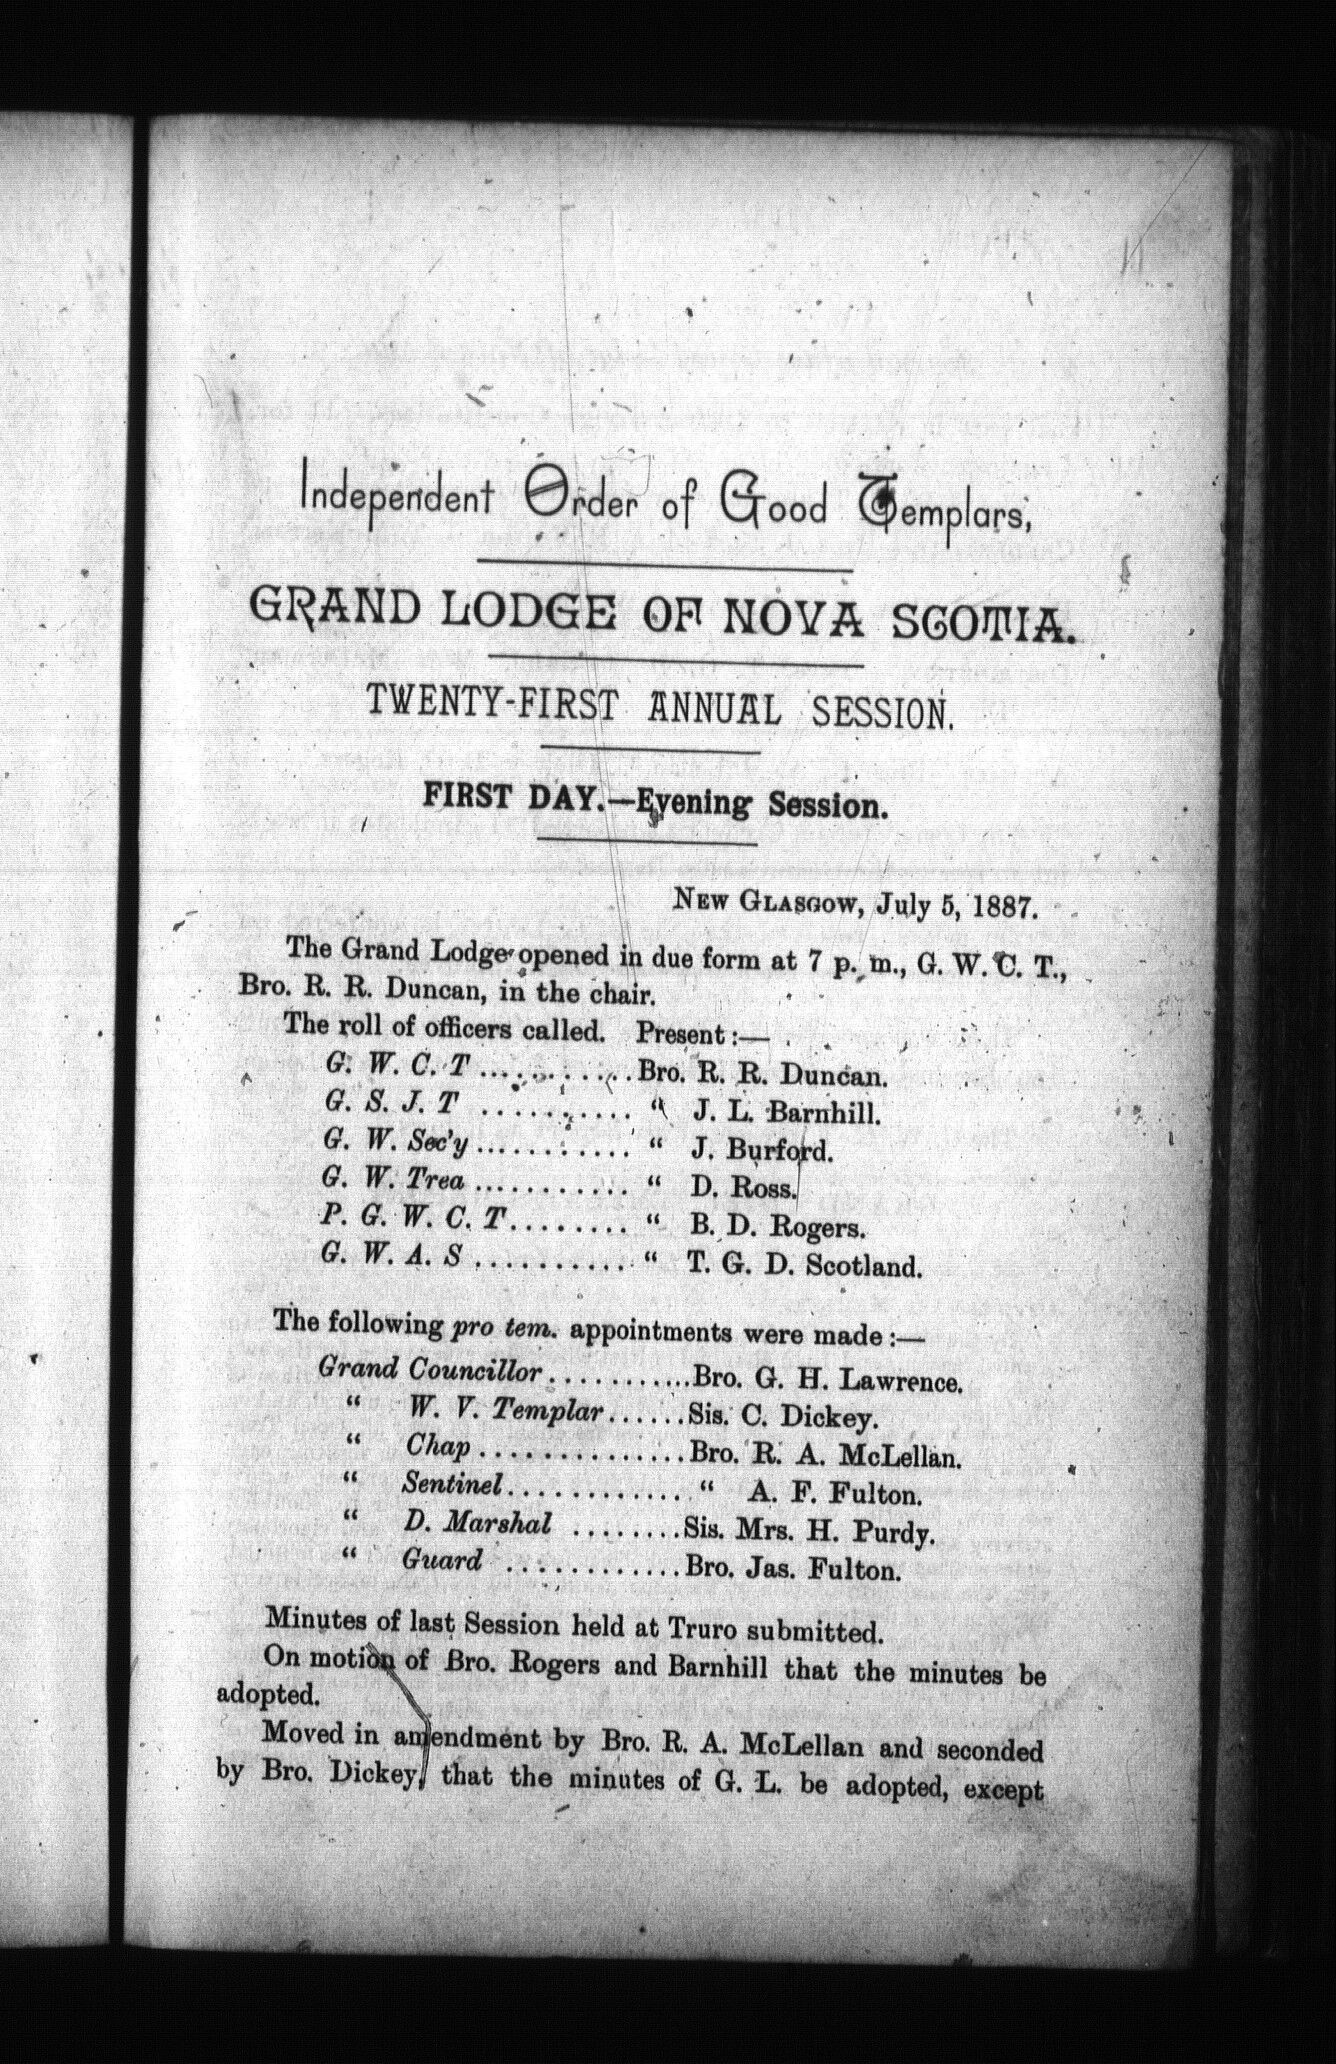 Independent Order of Good Templars,
GRAND LODGE OF NOVA SCOTIA.
TWENTY-FIRST ANNUAL SESSION.
FIRST DAY.—Evening Session.
NEW GLASGOW, July 5, 1887.
The Grand Lodge opened in due form at 7 p. m., G. W. C. T.,
Bro. R. R. Duncan, in the chair.
The roll of officers called. Present :—
G. W. C. T ........... Bro. R. R. Duncan.
G. S. J. T .......... “ J. L. Barnhill.
G. W. Sec’y ........... “ J. Burford.
G. W. Trea ........... “ D. Ross.
P. G. W. C. T ........ “ B. D. Rogers.
G. W. A. S .......... “ T. G. D. Scotland.
The following pro tem. appointments were made :—
Grand Councillor ........... Bro. G. H. Lawrence.
“ W. V. Templar ...... Sis. C. Dickey.
“ Chap .............. Bro. R. A. McLellan.
“ Sentinel ............ “ A. F. Fulton.
“ D. Marshal ........ Sis. Mrs. H. Purdy.
“ Guard ............ Bro. Jas. Fulton.
Minutes of last Session held at Truro submitted.
On motion of Bro. Rogers and Barnhill that the minutes be
adopted.
Moved in amendment by Bro. R. A. McLellan and seconded
by Bro. Dickey, that the minutes of G. L. be adopted, except